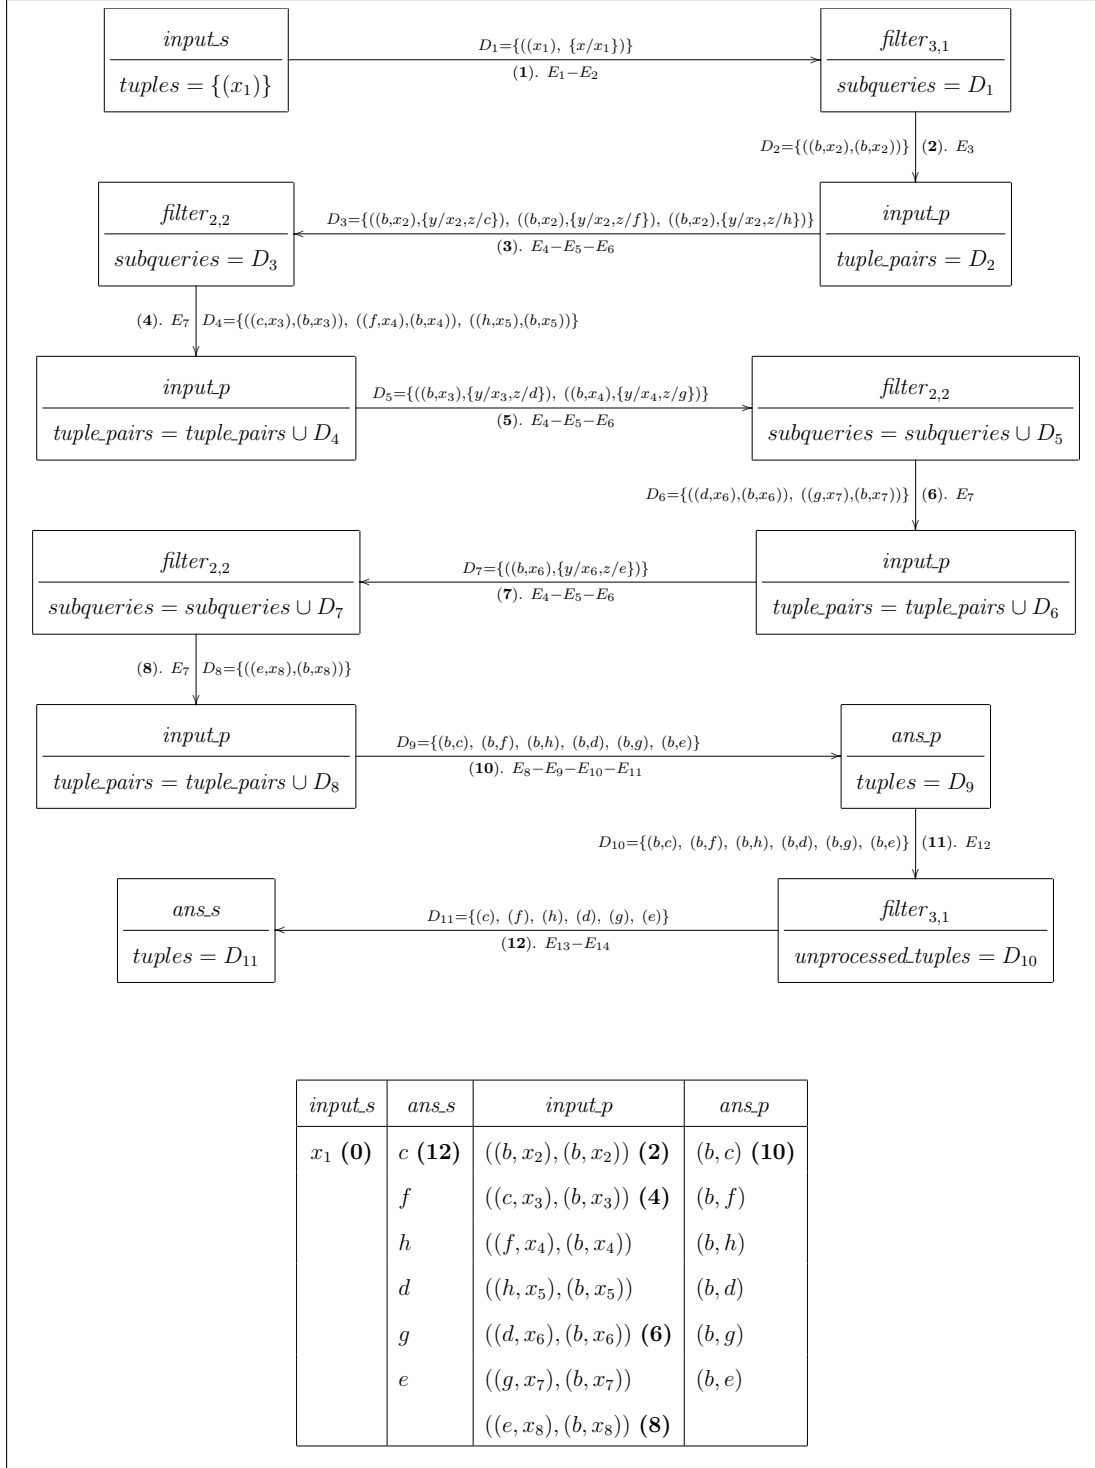 input_s
tuples = {(x₁)}
D₁={((x₁), {x/x₁})}
(1). E₁−E₂
filter₃,₁
subqueries = D₁
D₂={((b,x₂),(b,x₂))} (2). E₃
filter₂,₂
subqueries = D₃
D₃={((b,x₂),{y/x₂,z/c}), ((b,x₂),{y/x₂,z/f}), ((b,x₂),{y/x₂,z/h})}
(3). E₄−E₅−E₆
input_p
tuple_pairs = D₂
(4). E₇ D₄={((c,x₃),(b,x₃)), ((f,x₄),(b,x₄)), ((h,x₅),(b,x₅))}
input_p
tuple_pairs = tuple_pairs ∪ D₄
D₅={((b,x₃),{y/x₃,z/d}), ((b,x₄),{y/x₄,z/g})}
(5). E₄−E₅−E₆
filter₂,₂
subqueries = subqueries ∪ D₅
D₆={((d,x₆),(b,x₆)), ((g,x₇),(b,x₇))} (6). E₇
filter₂,₂
subqueries = subqueries ∪ D₇
D₇={((b,x₆),{y/x₆,z/e})}
(7). E₄−E₅−E₆
input_p
tuple_pairs = tuple_pairs ∪ D₆
(8). E₇ D₈={((e,x₈),(b,x₈))}
input_p
tuple_pairs = tuple_pairs ∪ D₈
D₉={(b,c), (b,f), (b,h), (b,d), (b,g), (b,e)}
(10). E₈−E₉−E₁₀−E₁₁
ans_p
tuples = D₉
D₁₀={(b,c), (b,f), (b,h), (b,d), (b,g), (b,e)} (11). E₁₂
ans_s
tuples = D₁₁
D₁₁={(c), (f), (h), (d), (g), (e)}
(12). E₁₃−E₁₄
filter₃,₁
unprocessed_tuples = D₁₀
input_s ans_s input_p ans_p
x₁ (0) c (12) ((b, x₂), (b, x₂)) (2) (b, c) (10)
f ((c, x₃), (b, x₃)) (4) (b, f)
h ((f, x₄), (b, x₄)) (b, h)
d ((h, x₅), (b, x₅)) (b, d)
g ((d, x₆), (b, x₆)) (6) (b, g)
e ((g, x₇), (b, x₇)) (b, e)
((e, x₈), (b, x₈)) (8)